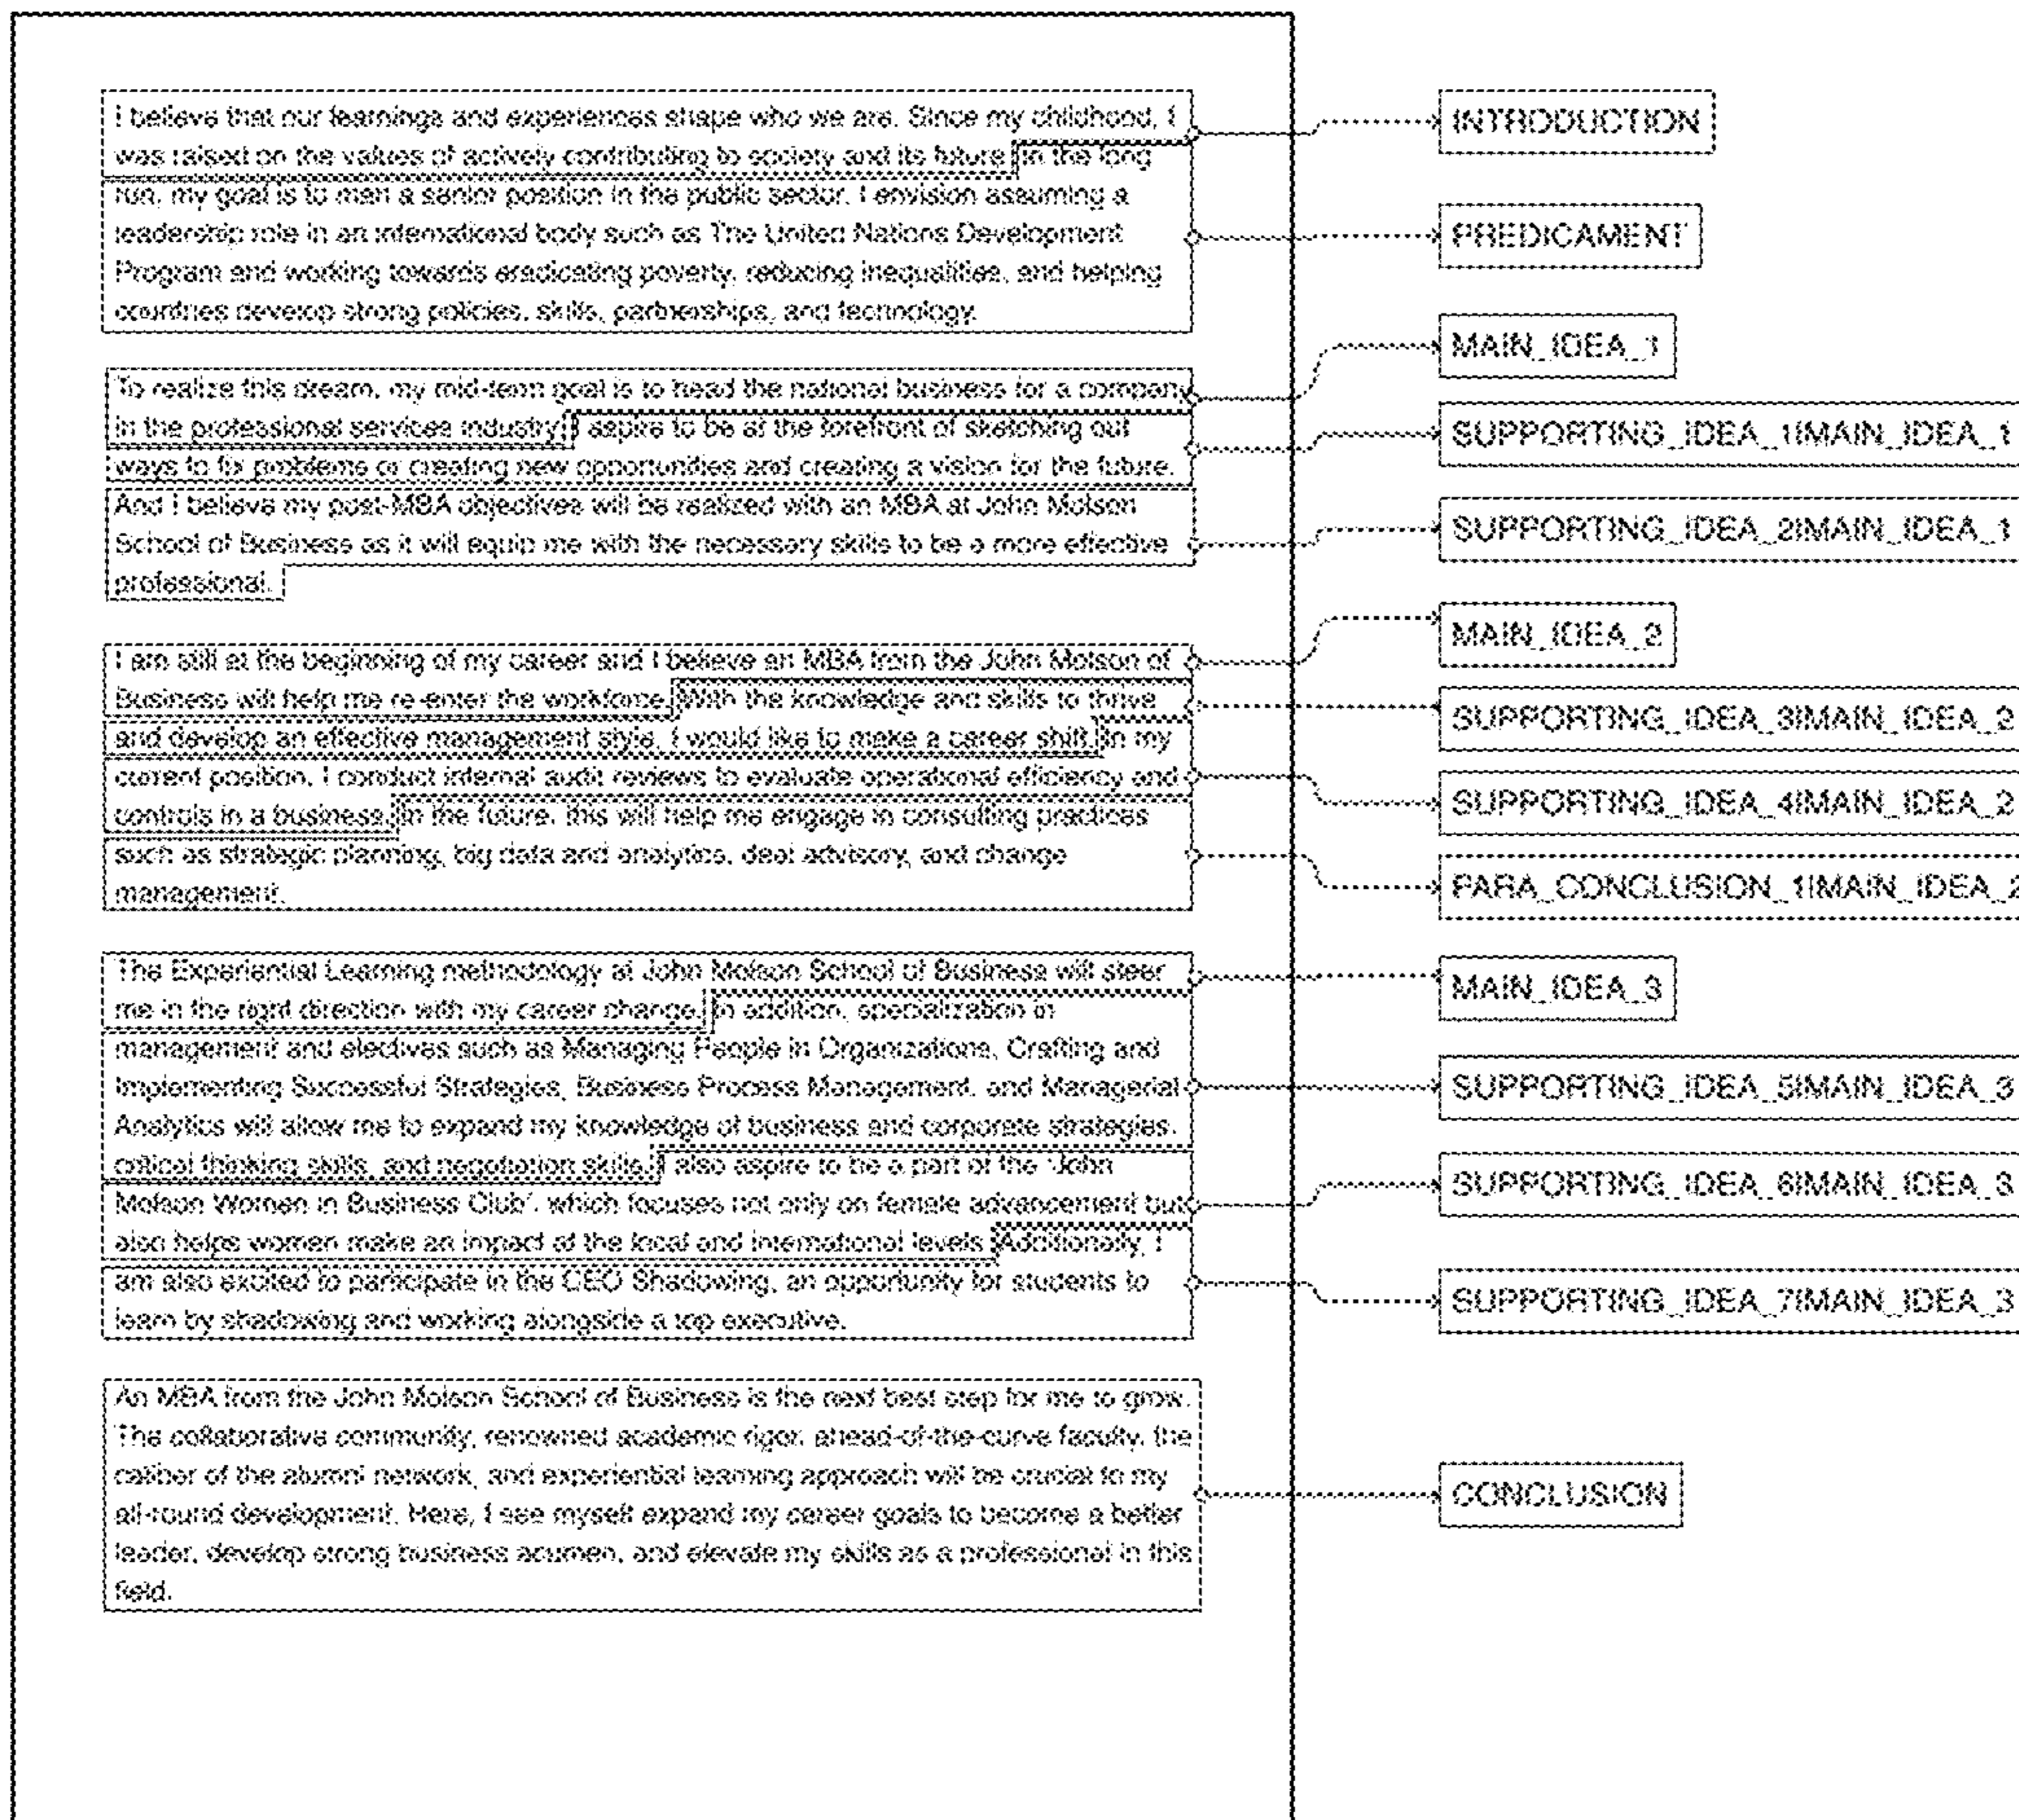 I believe that our learnings and experiences shape who we are. Since my childhood, I
was raised on the values of actively contributing to society and its future. In the long
run, my goal is to man a senior position in the public sector. I envision assuming a
leadership role in an international body such as The United Nations Development
Program and working towards eradicating poverty, reducing inequalities, and helping
countries develop strong policies, skills, partnerships, and technology.
To realize this dream, my mid-term goal is to head the national business for a company
in the professional services industry. I aspire to be at the forefront of sketching out
ways to fix problems or creating new opportunities and creating a vision for the future.
And I believe my post-MBA objectives will be realized with an MBA at John Molson
School of Business as it will equip me with the necessary skills to be a more effective
professional.
I am still at the beginning of my career and I believe an MBA from the John Molson of
Business will help me re-enter the workforce. With the knowledge and skills to thrive
and develop an effective management style, I would like to make a career shift. In my
current position, I conduct internal audit reviews to evaluate operational efficiency and
controls in a business. In the future, this will help me engage in consulting practices
such as strategic planning, big data and analytics, deal advisory, and change
management.
The Experiential Learning methodology at John Molson School of Business will steer
me in the right direction with my career change. In addition, specialization in
management and electives such as Managing People in Organizations, Crafting and
Implementing Successful Strategies, Business Process Management, and Managerial
Analytics will allow me to expand my knowledge of business and corporate strategies,
critical thinking skills, and negotiation skills. I also aspire to be a part of the 'John
Molson Women in Business Club', which focuses not only on female advancement but
also helps women make an impact at the local and international levels. Additionally, I
am also excited to participate in the CEO Shadowing, an opportunity for students to
learn by shadowing and working alongside a top executive.
An MBA from the John Molson School of Business is the next best step for me to grow.
The collaborative community, renowned academic rigor, ahead-of-the-curve faculty, the
caliber of the alumni network, and experiential learning approach will be crucial to my
all-round development. Here, I see myself expand my career goals to become a better
leader, develop strong business acumen, and elevate my skills as a professional in this
field.
INTRODUCTION
PREDICAMENT
MAIN_IDEA_1
SUPPORTING_IDEA_1|MAIN_IDEA_1
SUPPORTING_IDEA_2|MAIN_IDEA_1
MAIN_IDEA_2
SUPPORTING_IDEA_3|MAIN_IDEA_2
SUPPORTING_IDEA_4|MAIN_IDEA_2
PARA_CONCLUSION_1|MAIN_IDEA_2
MAIN_IDEA_3
SUPPORTING_IDEA_5|MAIN_IDEA_3
SUPPORTING_IDEA_6|MAIN_IDEA_3
SUPPORTING_IDEA_7|MAIN_IDEA_3
CONCLUSION